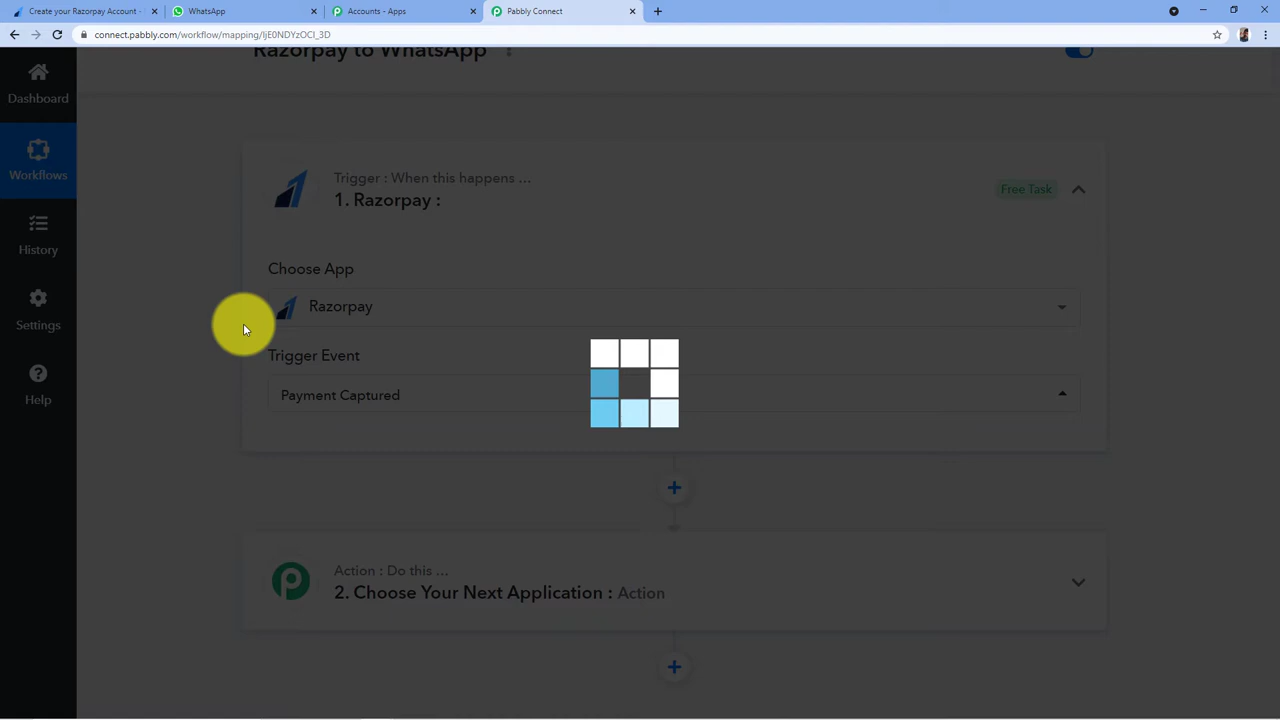 Create your Razorpay Account -
WhatsApp
Accounts - Apps
Pabbly Connect
connect.pabbly.com/workflow/mapping/IjE0NDYzOCI_3D
Razorpay to WhatsApp
Dashboard
Workflows
History
Settings
Help
Trigger : When this happens ...
1. Razorpay :
Free Task
Choose App
Razorpay
Trigger Event
Payment Captured
Action : Do this ...
2. Choose Your Next Application : Action